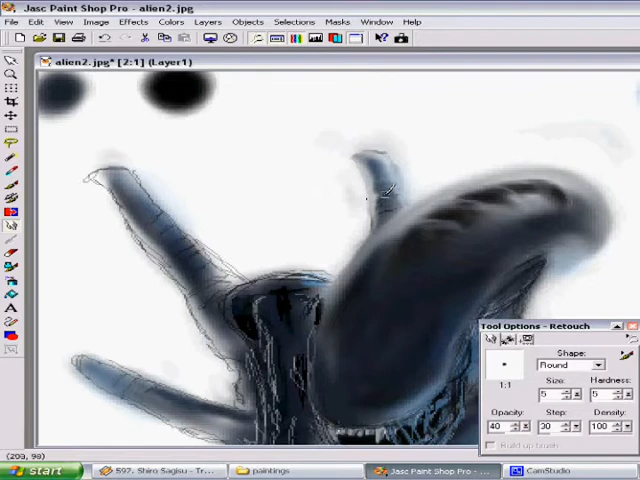 Jasc Paint Shop Pro - alien2.jpg
File Edit View Image Effects Colors Layers Objects Selections Masks Window Help
alien2.jpg* [2:1] (Layer1)
Tool Options - Retouch
Shape:
Round
1:1
Size: Hardness:
5 5
Opacity: Step: Density:
40 30 100
Build up brush
(203, 98)
start
597. Shiro Sagisu - Tr...
paintings
Jasc Paint Shop Pro - ...
CamStudio